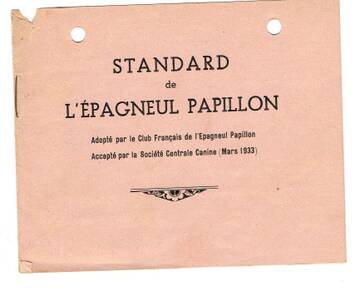 STANDARD
de
L'ÉPAGNEUL PAPILLON
Adopté par le Club Français de l'Epagneul Papillon
Accepté par la Société Centrale Canine (Mars 1933)